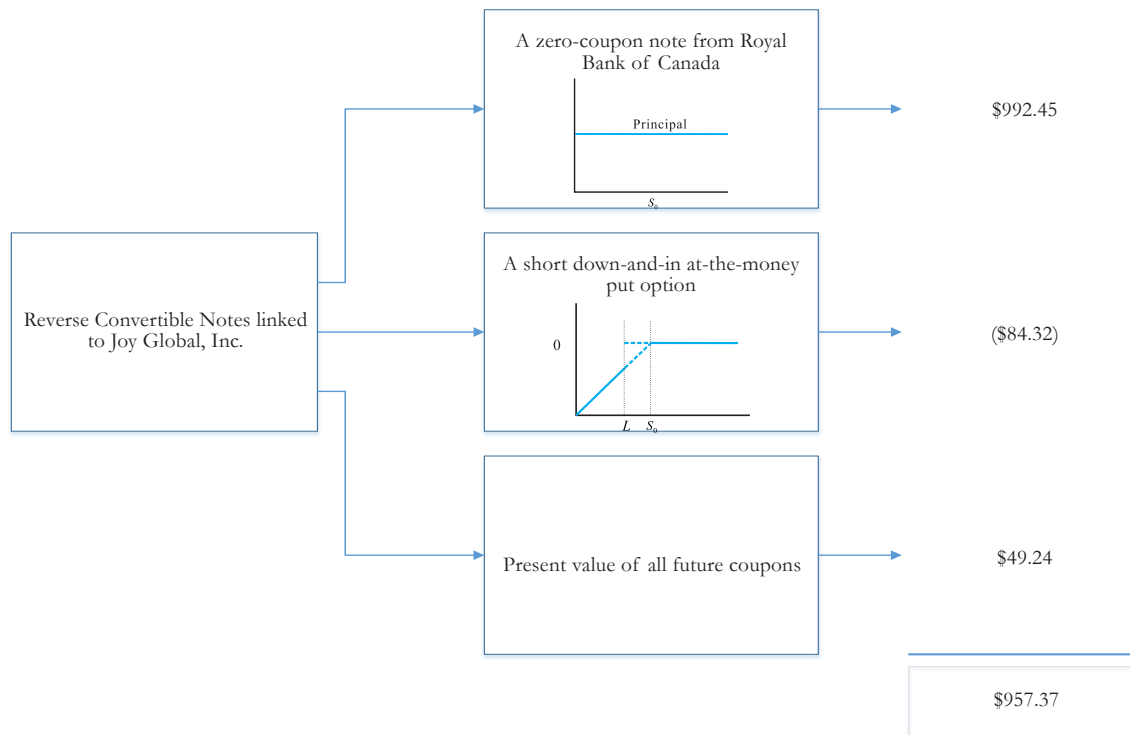 A zero-coupon note from Royal
Bank of Canada
Principal
S₀
$992.45
Reverse Convertible Notes linked
to Joy Global, Inc.
A short down-and-in at-the-money
put option
0
L S₀
($84.32)
Present value of all future coupons
$49.24
$957.37